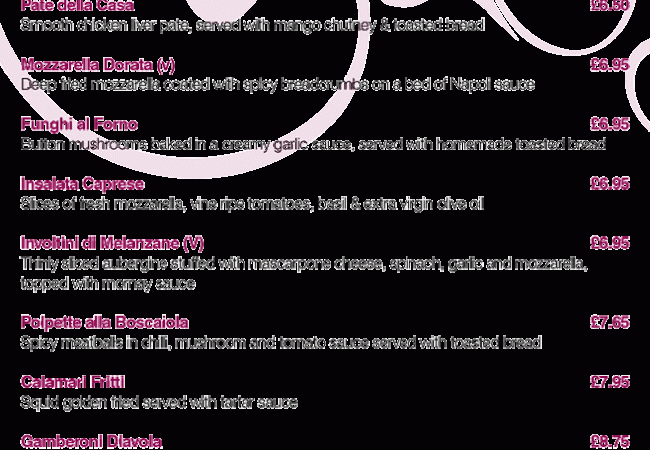 Pate della Casa £6.50
Smooth chicken liver pate, served with mango chutney & toasted bread
Mozzarella Dorata (v) £6.95
Deep fried mozzarella coated with spicy breadcrumbs on a bed of Napoli sauce
Funghi al Forno £6.95
Button mushrooms baked in a creamy garlic sauce, served with homemade toasted bread
Insalata Caprese £6.95
Slices of fresh mozzarella, vine ripe tomatoes, basil & extra virgin olive oil
Involtini di Melanzane (V) £6.95
Thinly sliced aubergine stuffed with mascarpone cheese, spinach, garlic and mozzarella,
topped with mornay sauce
Polpette alla Boscaiola £7.65
Spicy meatballs in chili, mushroom and tomato sauce served with toasted bread
Calamari Fritti £7.95
Squid golden fried served with tartar sauce
Gamberoni Diavola £8.75